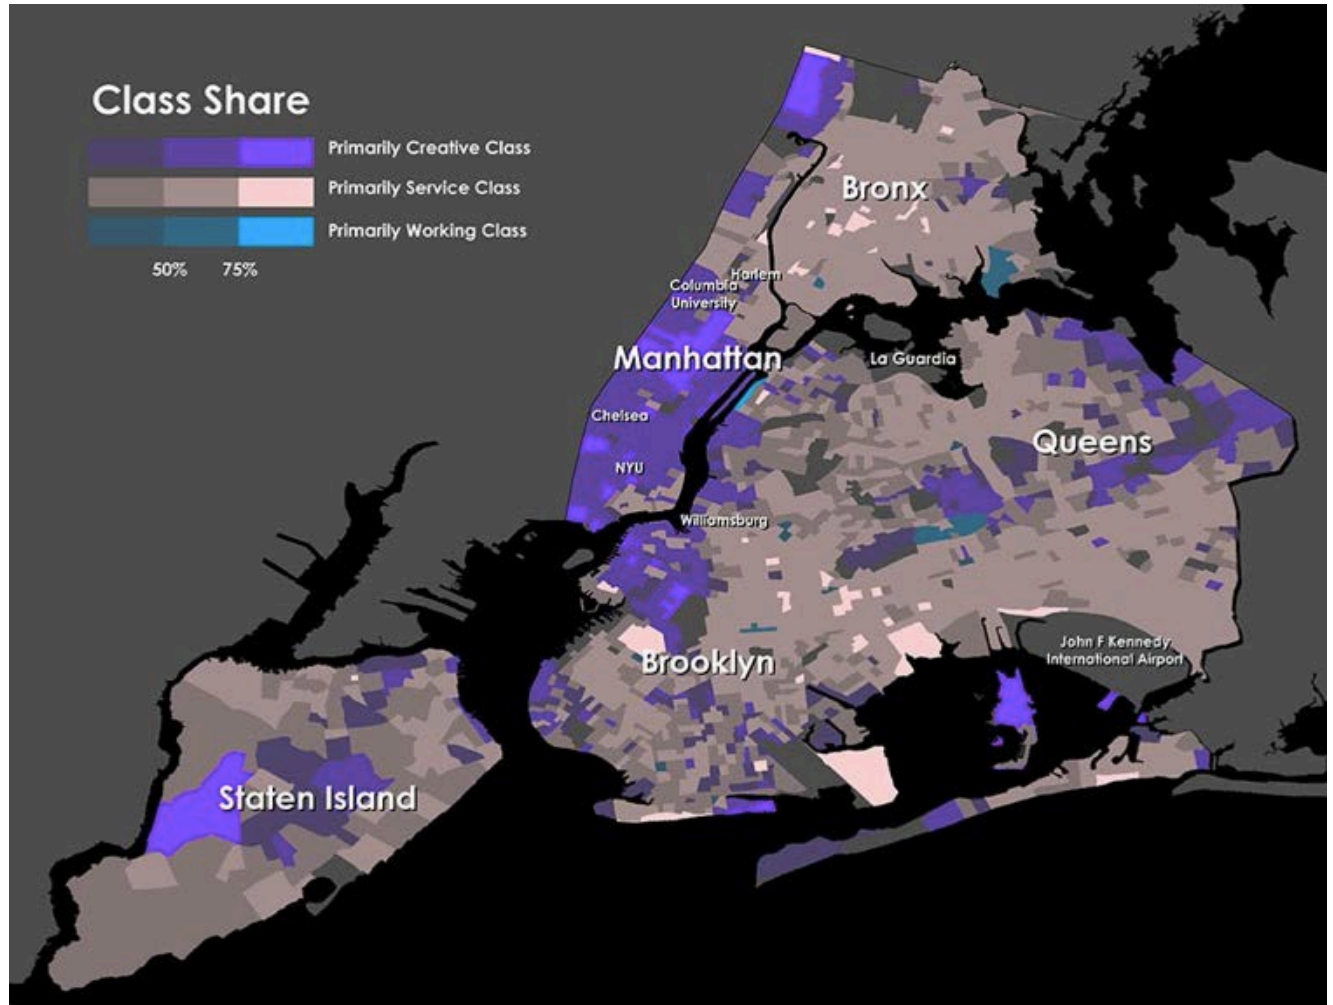 Class Share
Primarily Creative Class
Primarily Service Class
Primarily Working Class
50% 75%
Bronx
Harlem
Columbia
University
Manhattan
La Guardia
Chelsea
Queens
NYU
Williamsburg
John F Kennedy
International Airport
Brooklyn
Staten Island